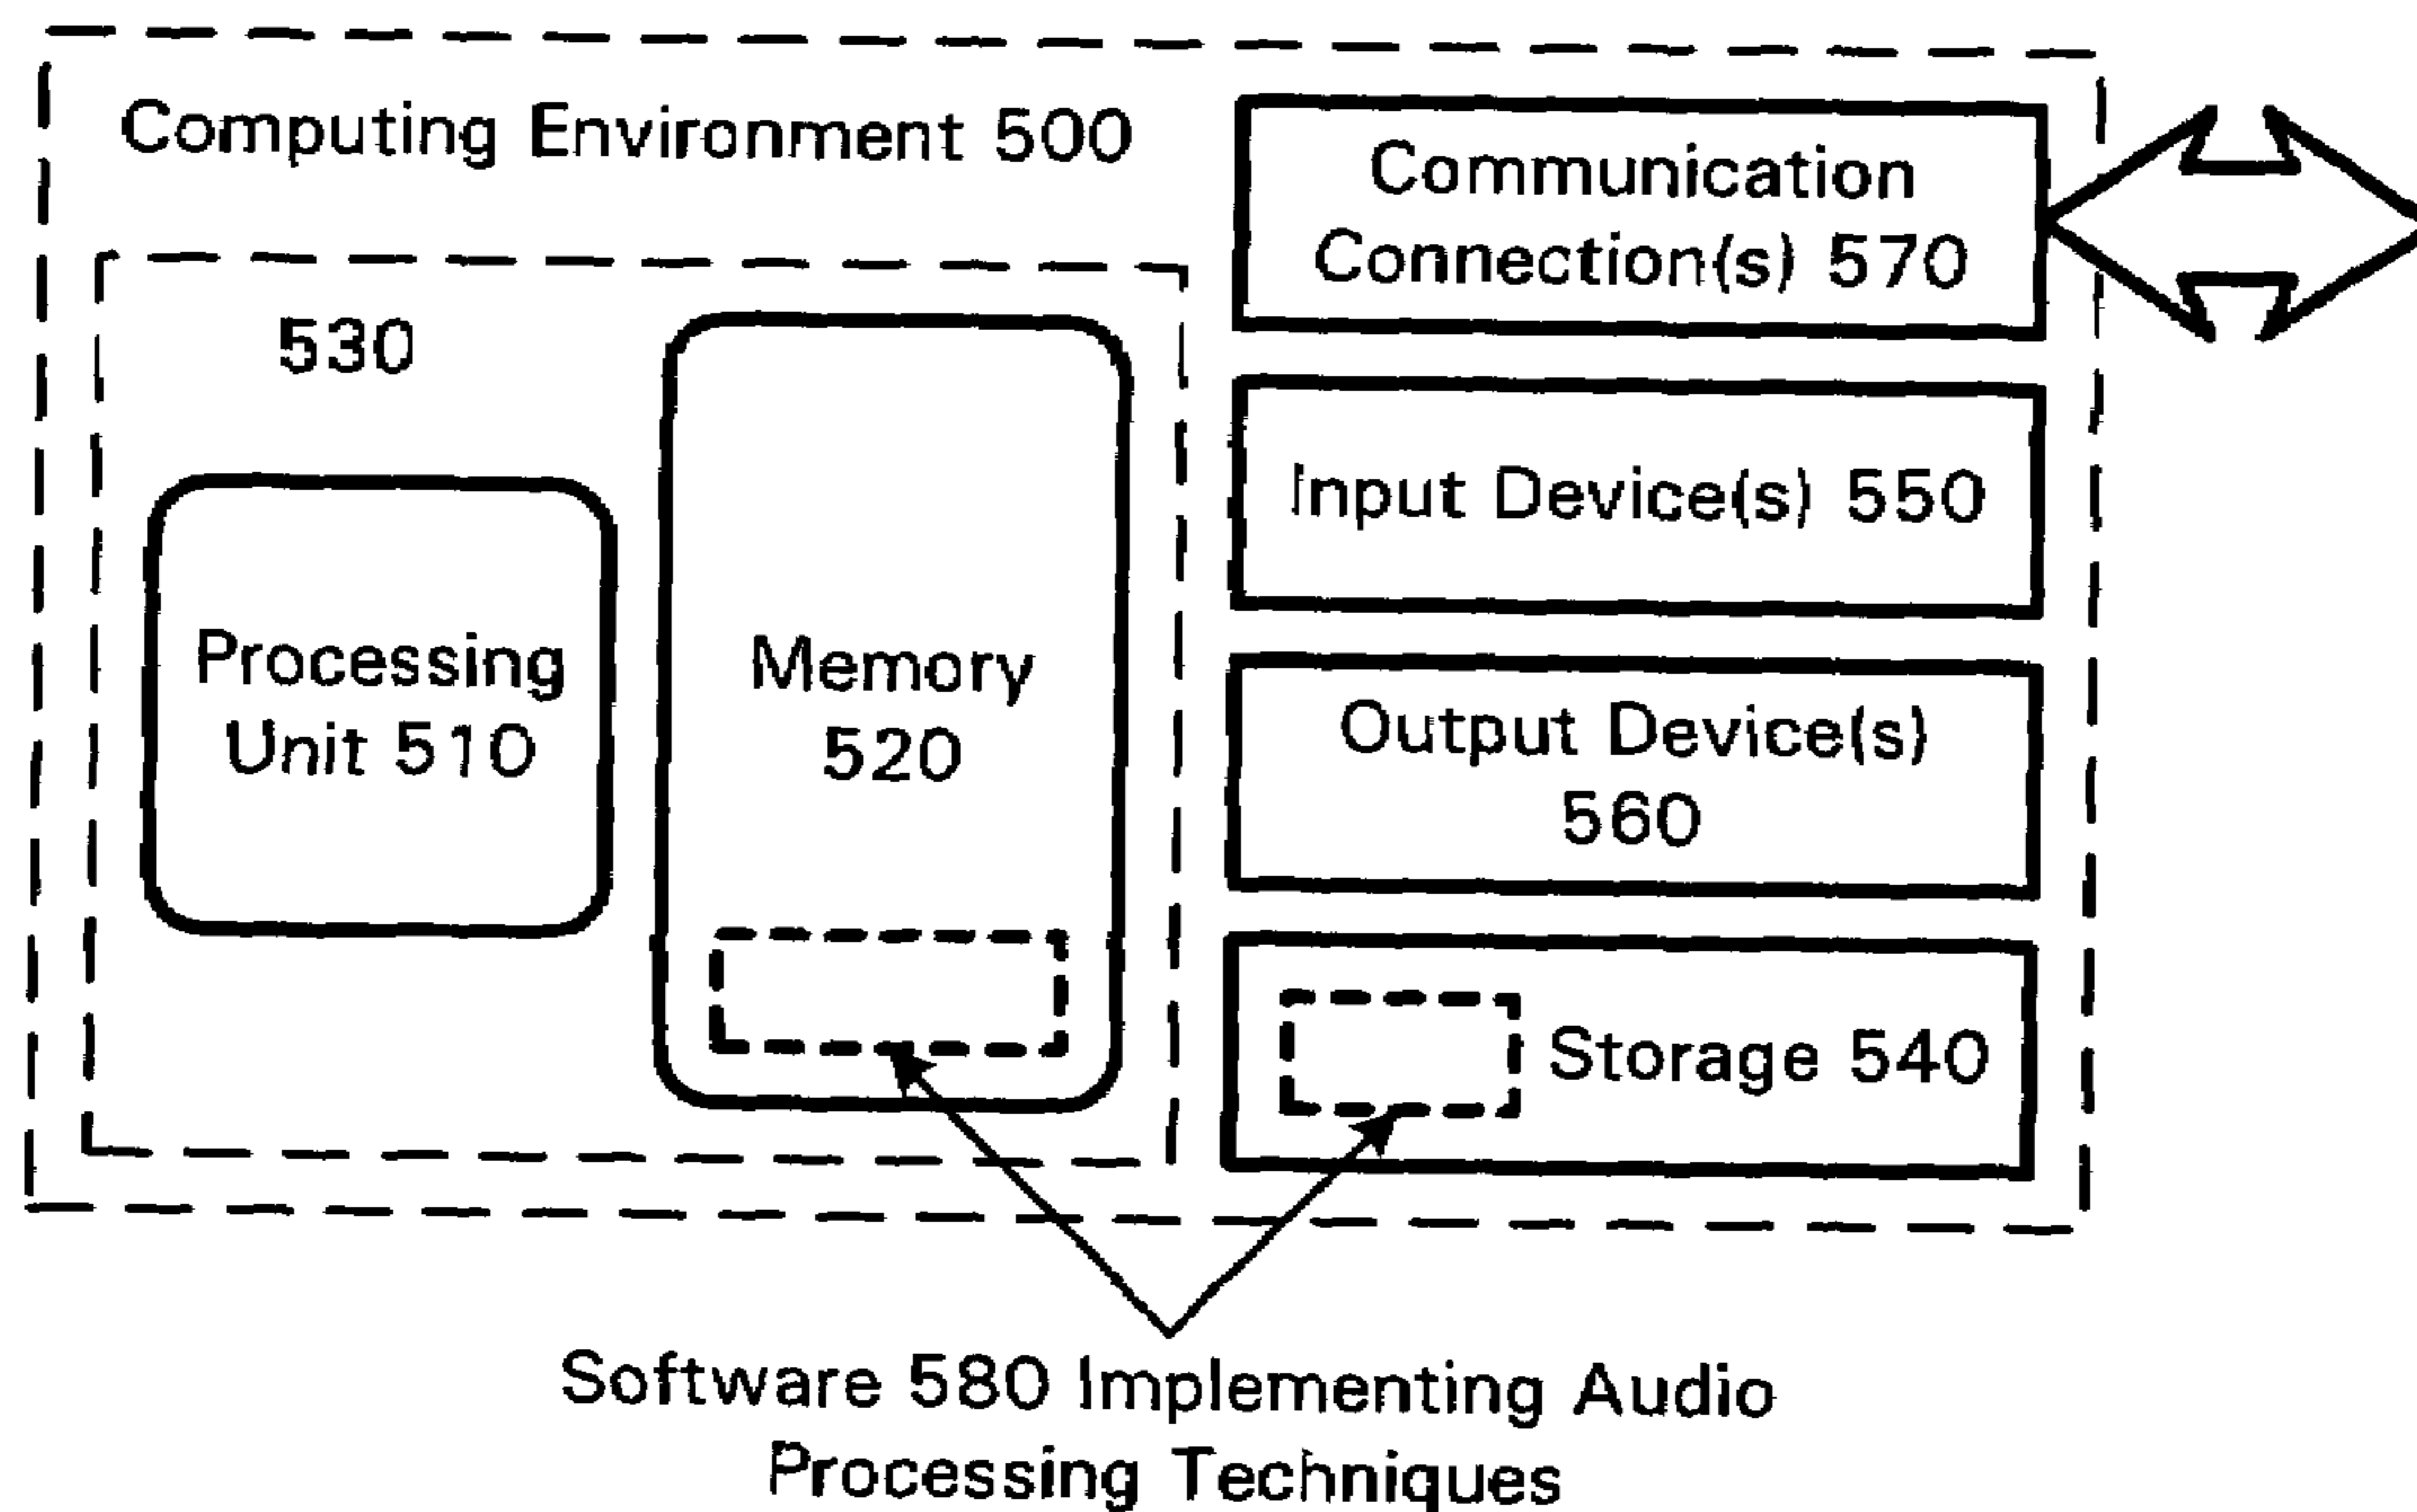 Computing Environment 500
530
Processing
Unit 510
Memory
520
Communication
Connection(s) 570
Input Device(s) 550
Output Device(s)
560
Storage 540
Software 580 Implementing Audio
Processing Techniques